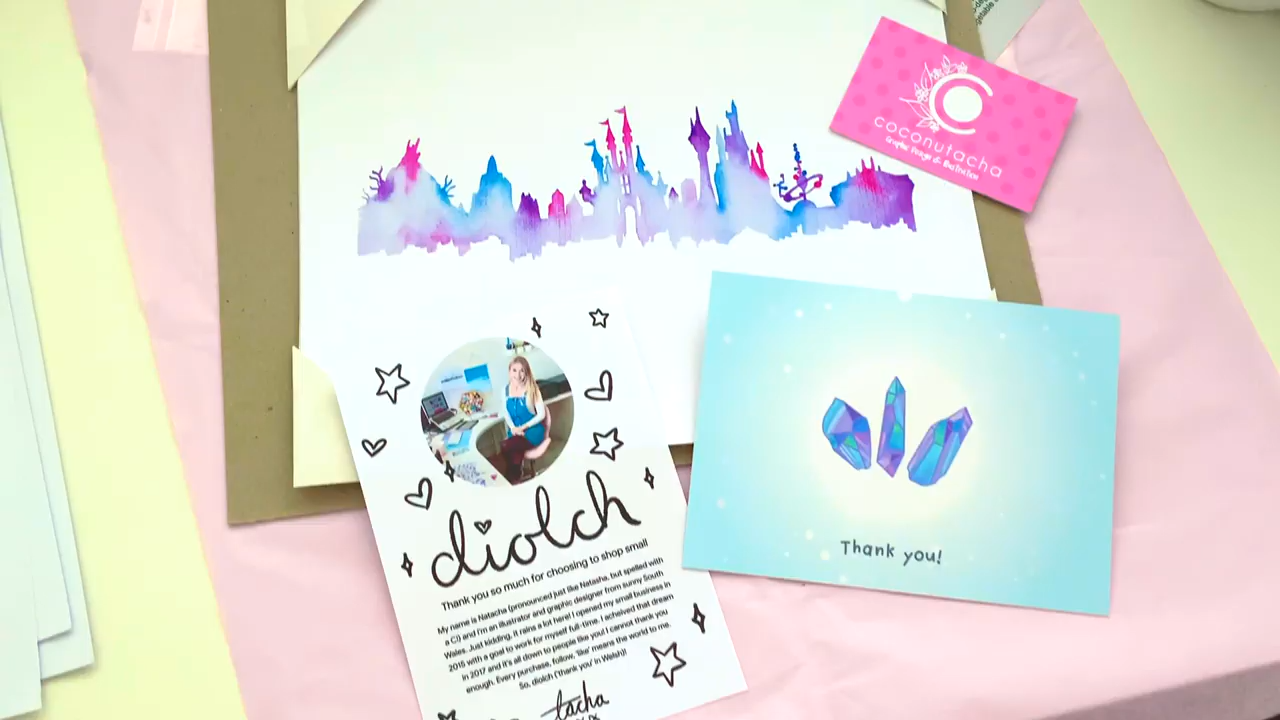 coconutacha
Graphic Design & Illustration
Thank you!
diolch
Thank you so much for choosing to shop small
My name is Natacha (pronounced just like Natasha, but spelled with
a C!) and I'm an illustrator and graphic designer from sunny South
Wales. Just kidding, it rains a lot here! I opened my small business in
2015 with a goal to work for myself full-time. I acheived that dream
in 2017 and it's all down to people like you! I cannot thank you
enough. Every purchase, follow, 'like' means the world to me.
So, diolch ('thank you' in Welsh)!
tacha
xx